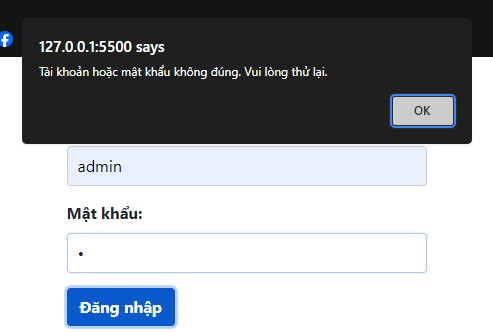 127.0.0.1:5500 says
Tài khoản hoặc mật khẩu không đúng. Vui lòng thử lại.
OK
admin
Mật khẩu:
Đăng nhập